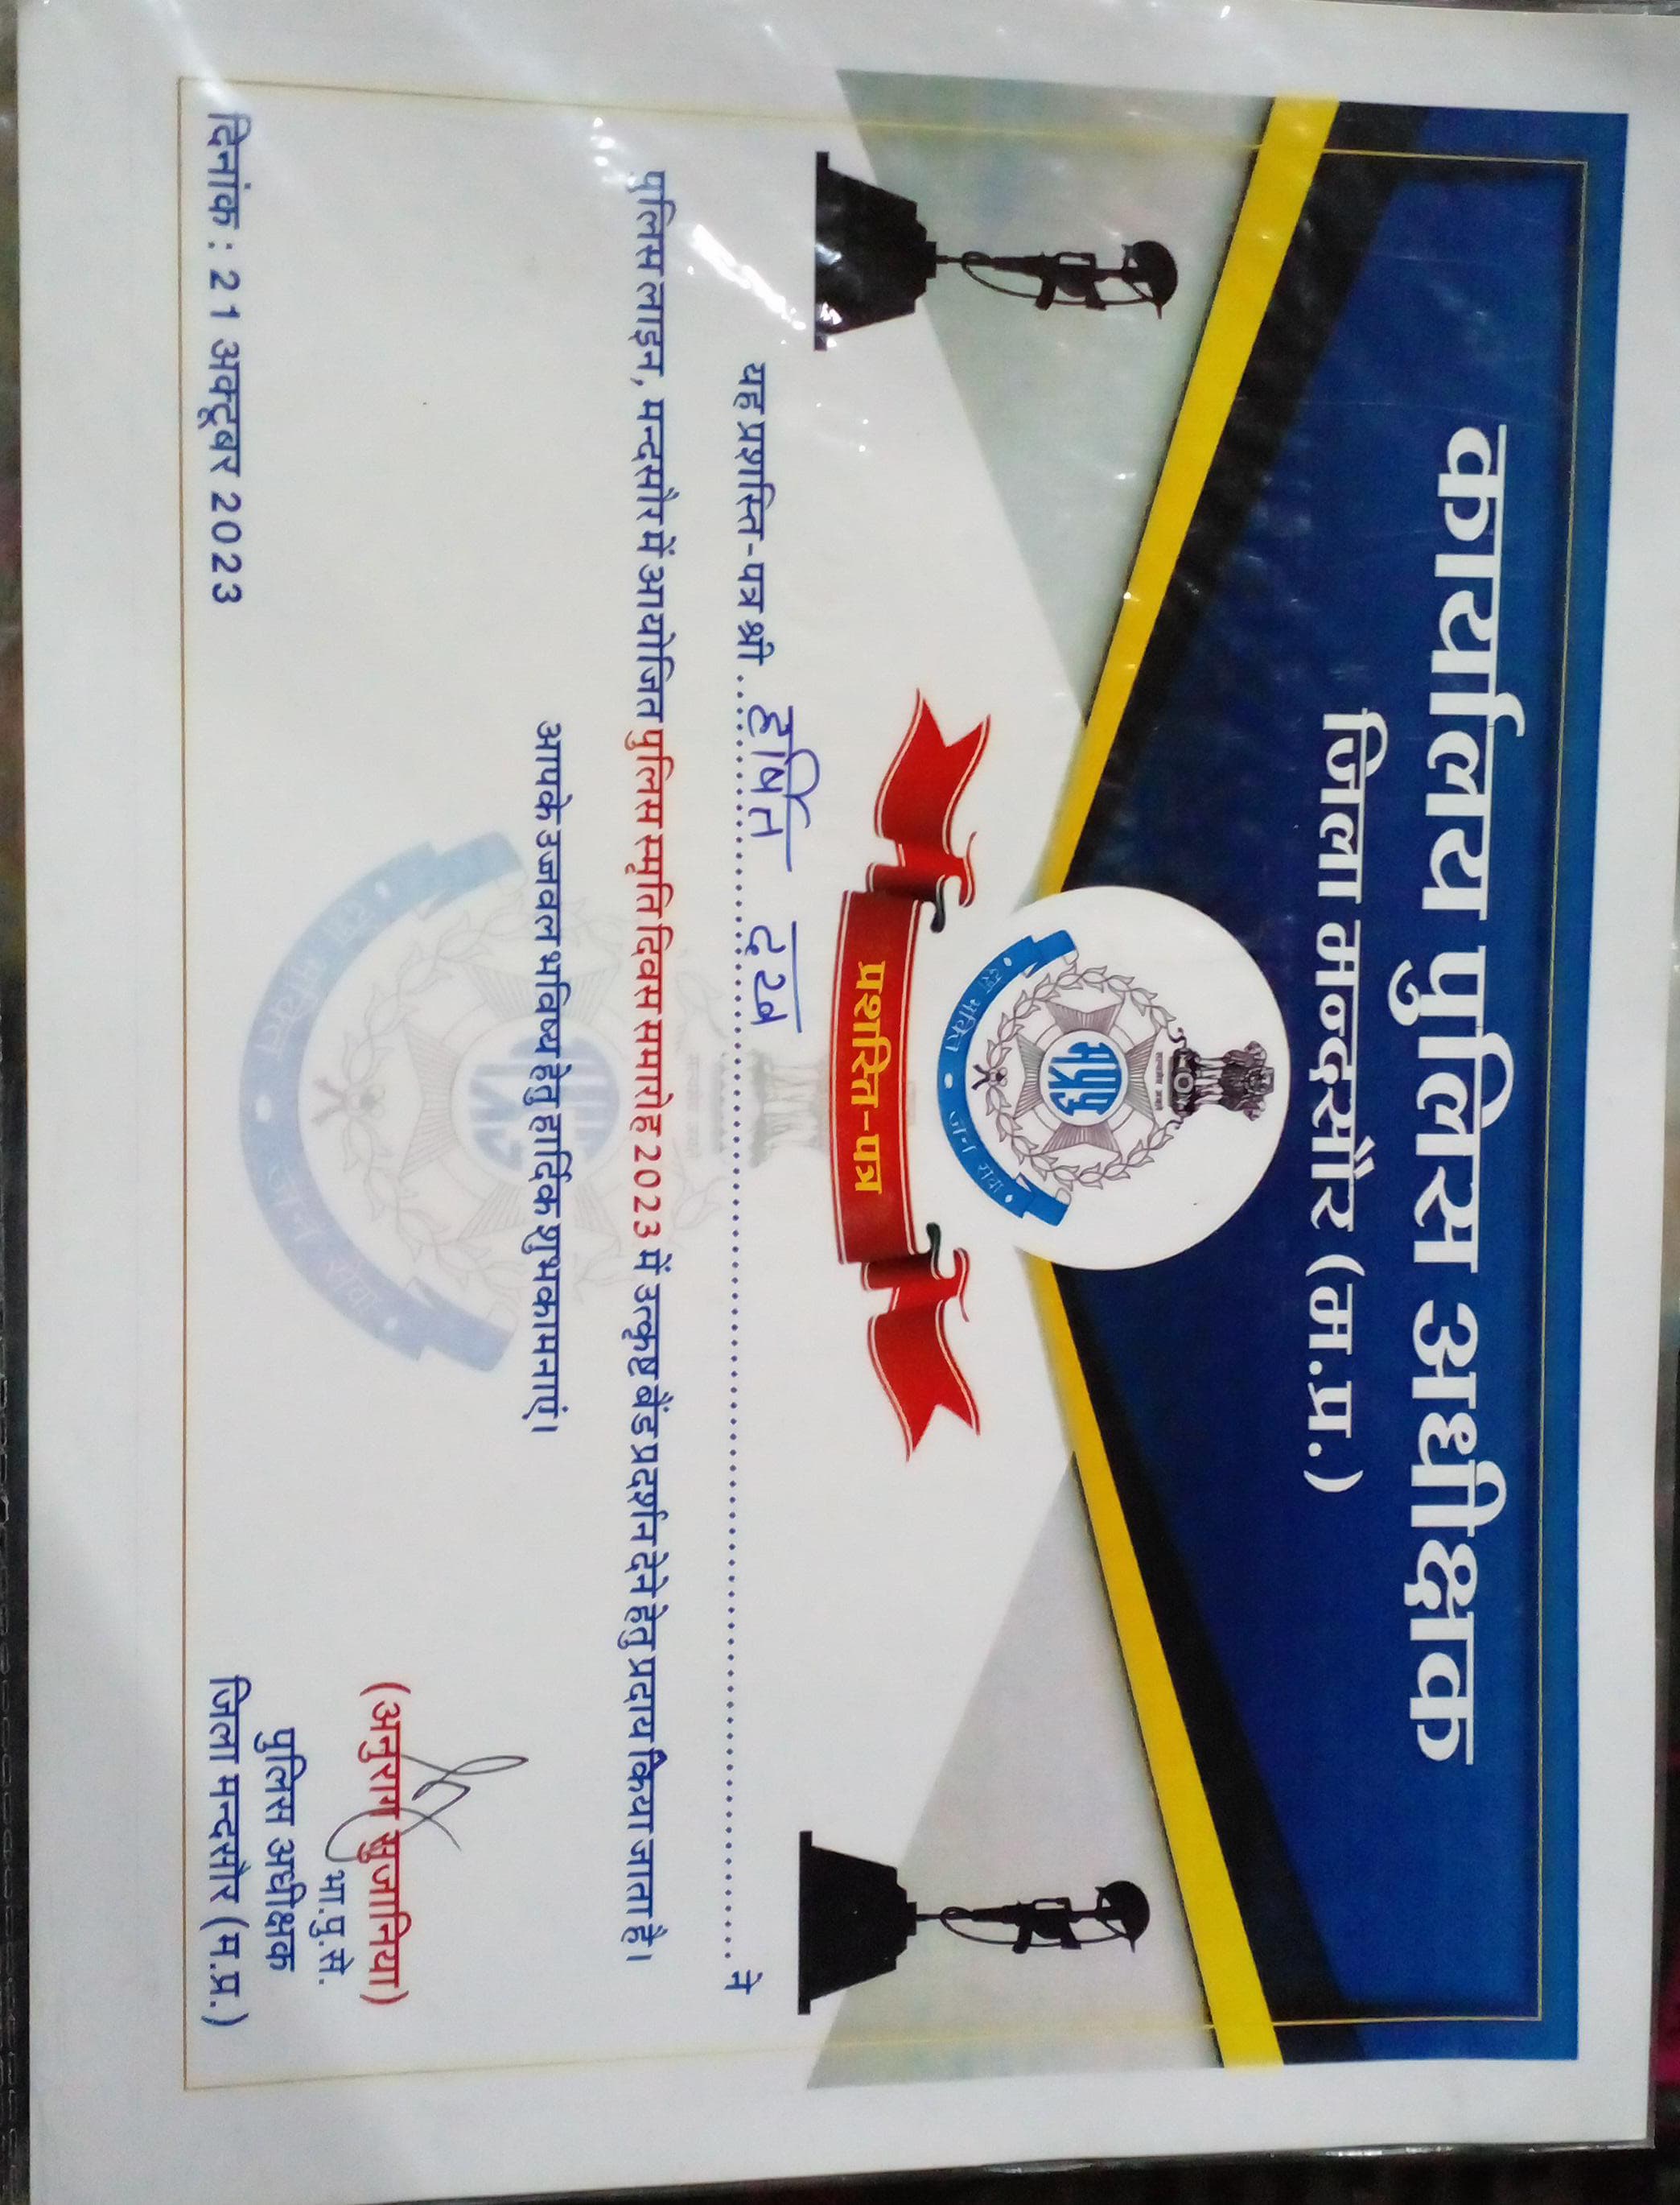 कार्यालय पुलिस अधीक्षक
जिला मन्दसौर (म.प्र.)
सत्यमेव जयते
मप्रपु
देश भक्ति • जन सेवा
प्रशस्ति-पत्र
यह प्रशस्ति-पत्र श्री हर्षित दख ने
पुलिस लाइन, मन्दसौर में आयोजित पुलिस स्मृति दिवस समारोह 2023 में उत्कृष्ट बैंड प्रदर्शन देने हेतु प्रदाय किया जाता है।
आपके उज्जवल भविष्य हेतु हार्दिक शुभकामनाएं।
(अनुराग सुजानिया)
भा.पु.से.
पुलिस अधीक्षक
जिला मन्दसौर (म.प्र.)
दिनांक : 21 अक्टूबर 2023